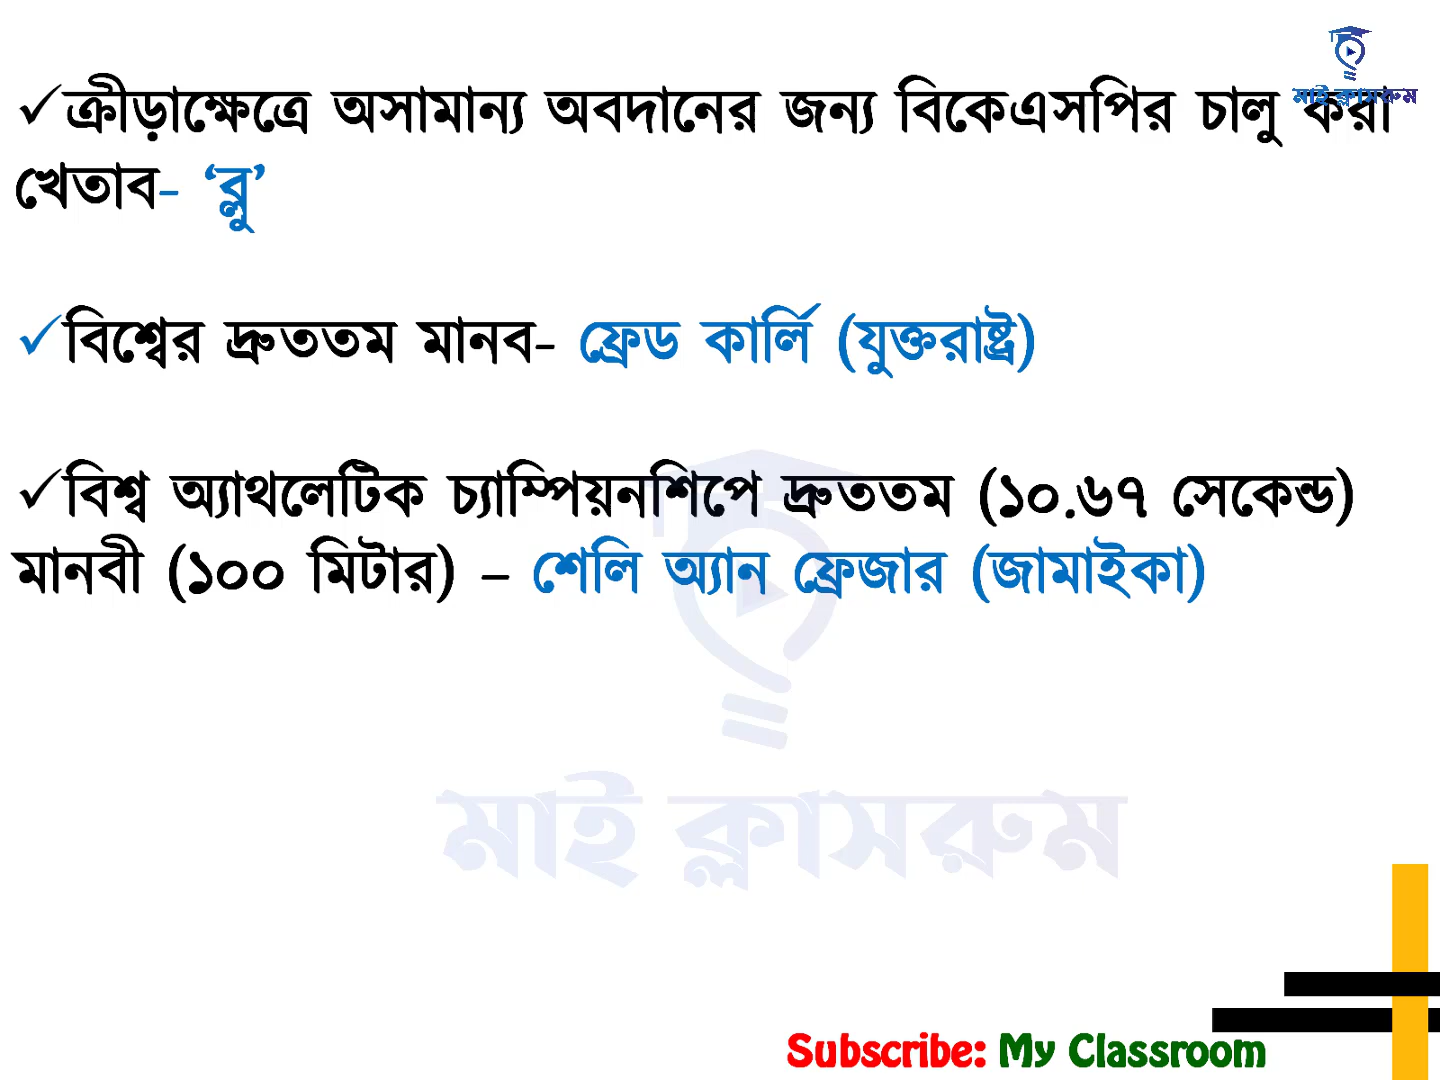 মাই ক্লাসরুম
✓ক্রীড়াক্ষেত্রে অসামান্য অবদানের জন্য বিকেএসপির চালু করা
খেতাব- ‘ব্লু’
✓বিশ্বের দ্রুততম মানব- ফ্রেড কার্লি (যুক্তরাষ্ট্র)
✓বিশ্ব অ্যাথলেটিক চ্যাম্পিয়নশিপে দ্রুততম (১০.৬৭ সেকেন্ড)
মানবী (১০০ মিটার) – শেলি অ্যান ফ্রেজার (জামাইকা)
মাই ক্লাসরুম
Subscribe: My Classroom